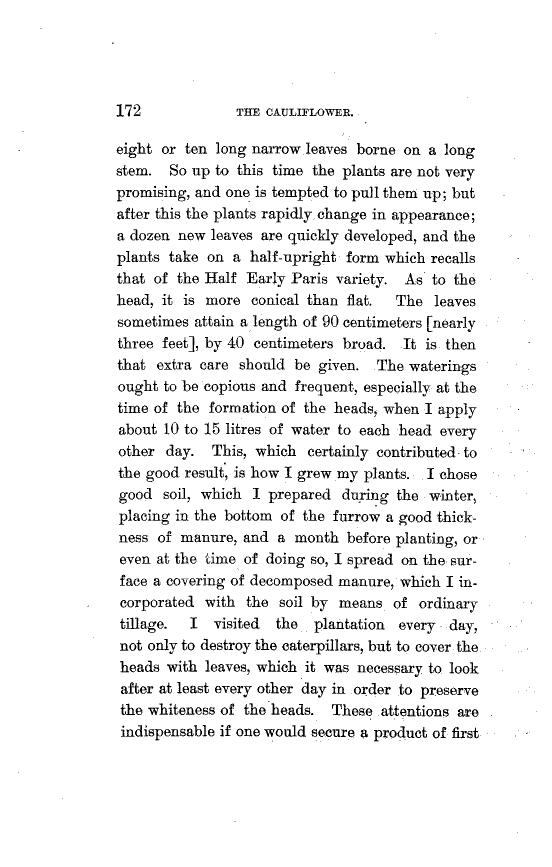 172 THE CAULIFLOWER.
eight or ten long narrow leaves borne on a long
stem. So up to this time the plants are not very
promising, and one is tempted to pull them up; but
after this the plants rapidly change in appearance;
a dozen new leaves are quickly developed, and the
plants take on a half-upright form which recalls
that of the Half Early Paris variety. As to the
head, it is more conical than flat. The leaves
sometimes attain a length of 90 centimeters [nearly
three feet], by 40 centimeters broad. It is then
that extra care should be given. The waterings
ought to be copious and frequent, especially at the
time of the formation of the heads, when I apply
about 10 to 15 litres of water to each head every
other day. This, which certainly contributed to
the good result, is how I grew my plants. I chose
good soil, which I prepared during the winter,
placing in the bottom of the furrow a good thick-
ness of manure, and a month before planting, or
even at the time of doing so, I spread on the sur-
face a covering of decomposed manure, which I in-
corporated with the soil by means of ordinary
tillage. I visited the plantation every day,
not only to destroy the caterpillars, but to cover the
heads with leaves, which it was necessary to look
after at least every other day in order to preserve
the whiteness of the heads. These attentions are
indispensable if one would secure a product of first